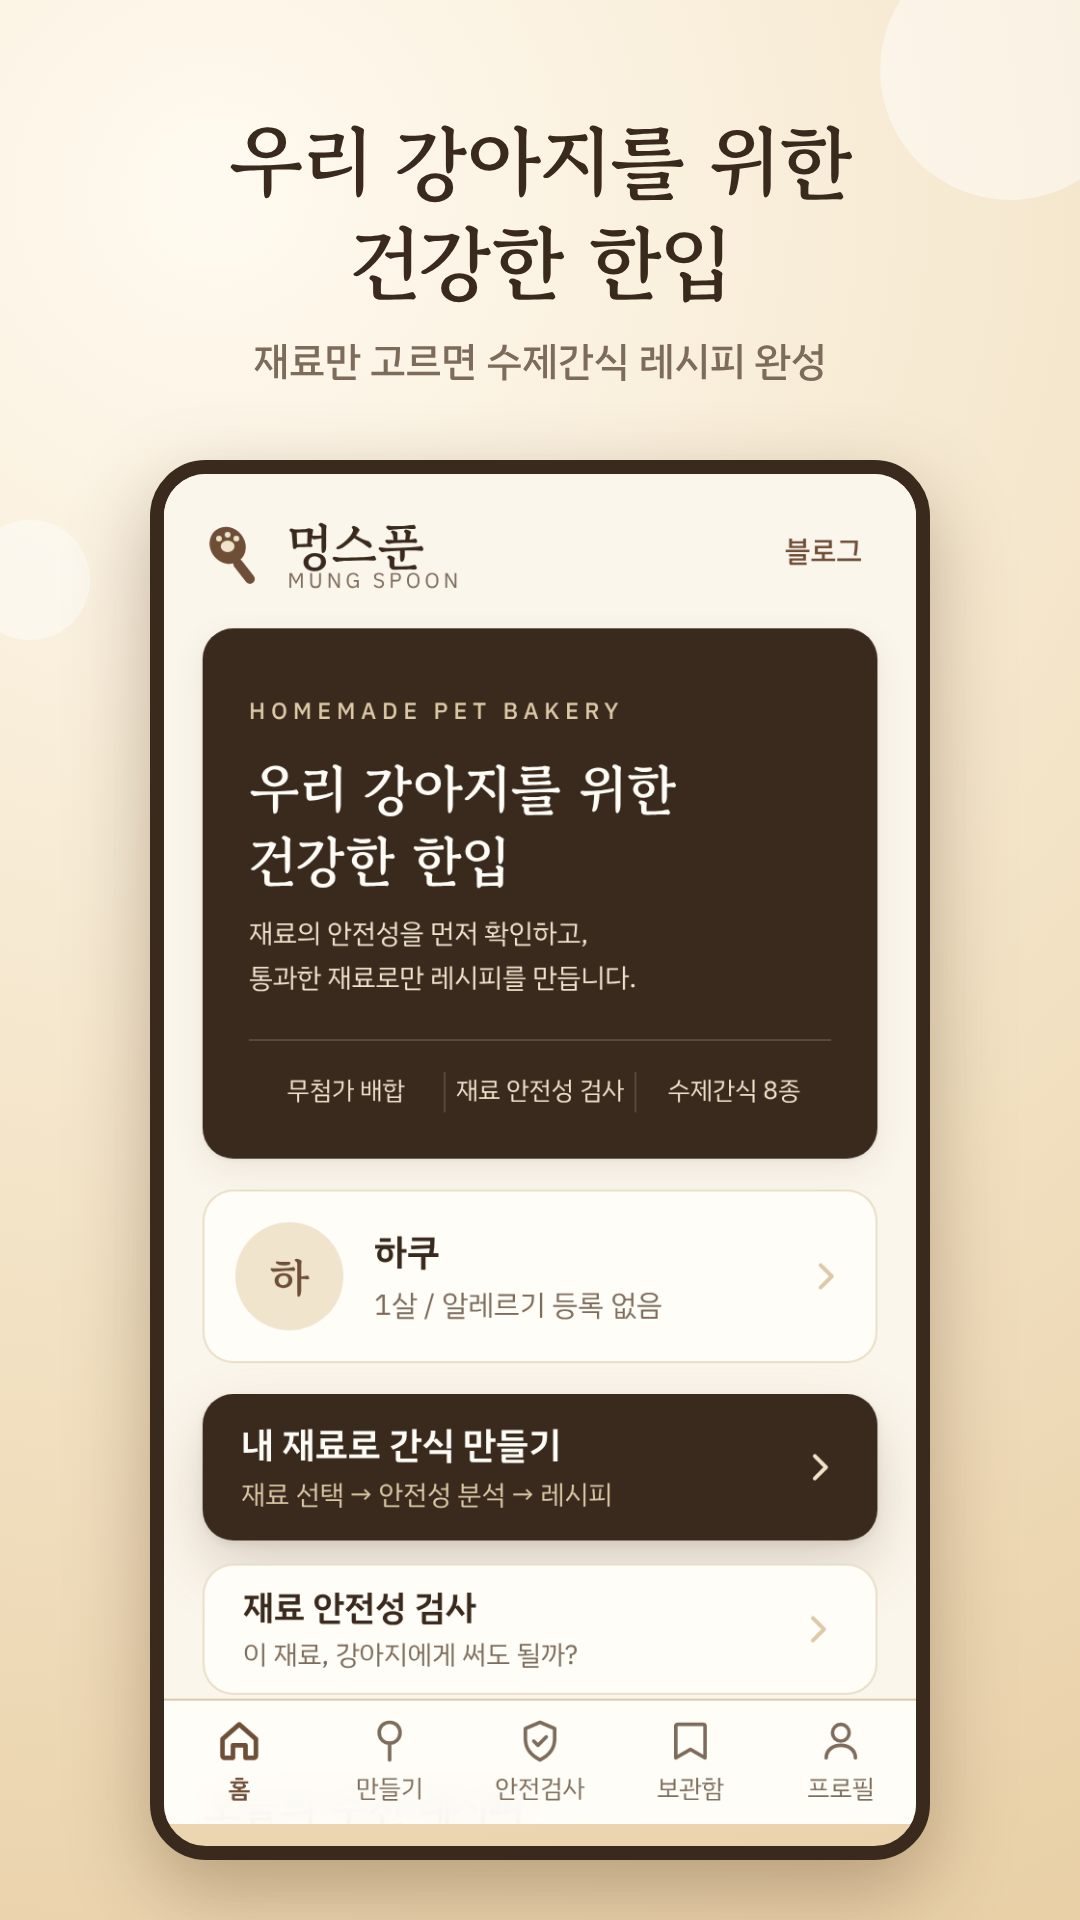 우리 강아지를 위한
건강한 한입
재료만 고르면 수제간식 레시피 완성
멍스푼
MUNG SPOON
블로그
HOMEMADE PET BAKERY
우리 강아지를 위한
건강한 한입
재료의 안전성을 먼저 확인하고,
통과한 재료로만 레시피를 만듭니다.
무첨가 배합
재료 안전성 검사
수제간식 8종
하
하쿠
1살 / 알레르기 등록 없음
내 재료로 간식 만들기
재료 선택 → 안전성 분석 → 레시피
재료 안전성 검사
이 재료, 강아지에게 써도 될까?
홈
만들기
안전검사
보관함
프로필